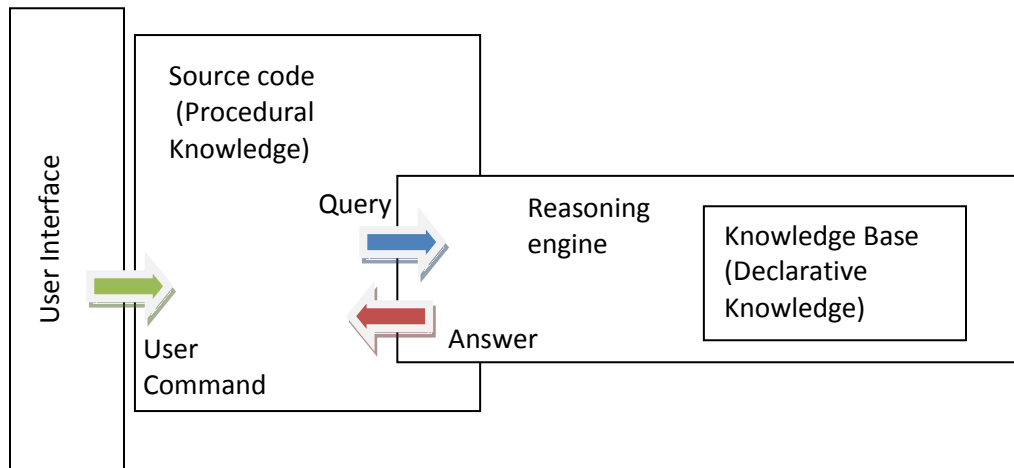 User Interface
Source code
(Procedural
Knowledge)
Query
Reasoning
engine
Knowledge Base
(Declarative
Knowledge)
Answer
User
Command